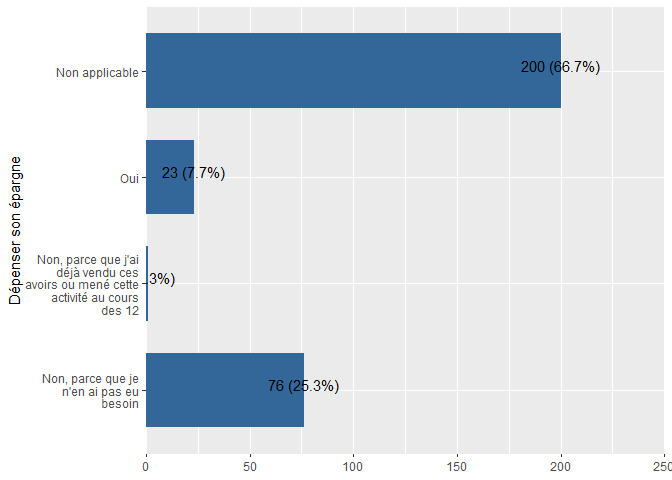 Dépenser son épargne
Non applicable
200 (66.7%)
Oui
23 (7.7%)
Non, parce que j'ai
déjà vendu ces
avoirs ou mené cette
activité au cours
des 12
3%)
Non, parce que je
n'en ai pas eu
besoin
76 (25.3%)
0
50
100
150
200
250